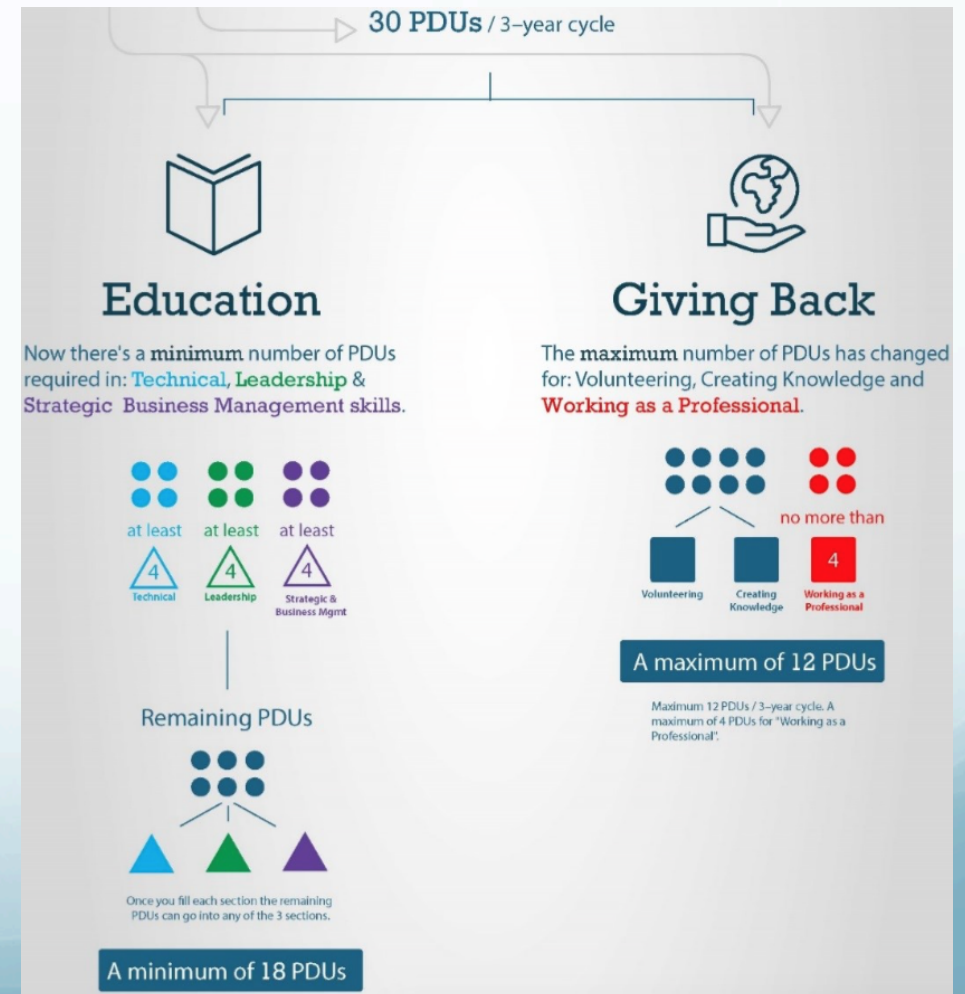 30 PDUs / 3–year cycle
Education
Now there's a minimum number of PDUs
required in: Technical, Leadership &
Strategic Business Management skills.
at least at least at least
4 4 4
Technical Leadership Strategic &
Business Mgmt
Remaining PDUs
Once you fill each section the remaining
PDUs can go into any of the 3 sections.
A minimum of 18 PDUs
Giving Back
The maximum number of PDUs has changed
for: Volunteering, Creating Knowledge and
Working as a Professional.
no more than
4
Volunteering Creating Working as a
Knowledge Professional
A maximum of 12 PDUs
Maximum 12 PDUs / 3–year cycle. A
maximum of 4 PDUs for "Working as a
Professional".